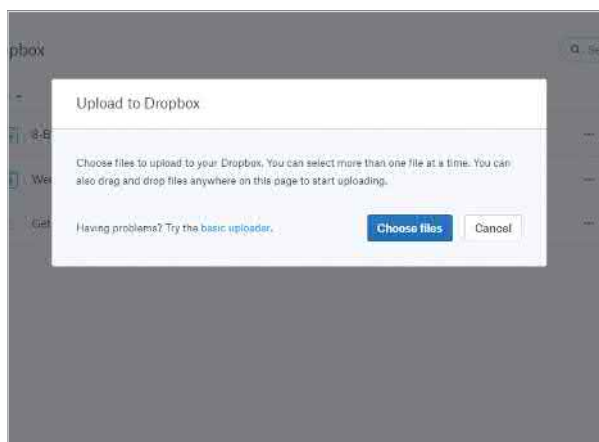 pbox
Upload to Dropbox
Choose files to upload to your Dropbox. You can select more than one file at a time. You can
also drag and drop files anywhere on this page to start uploading.
Get
Having problems? Try the basic uploader.
Choose files
Cancel